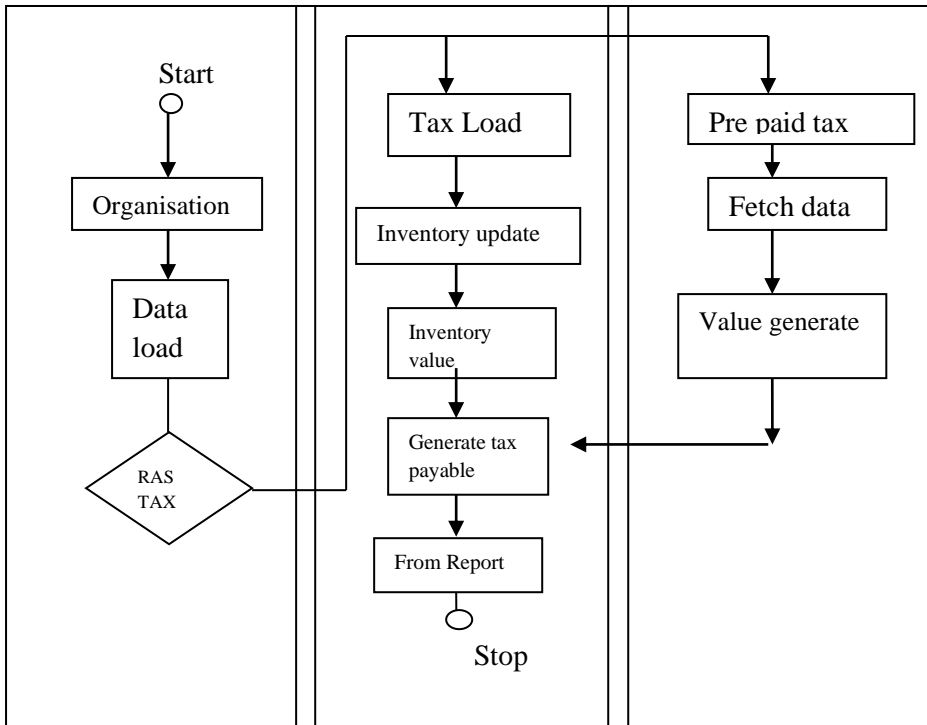 Start
Organisation
Data
load
RAS
TAX
Tax Load
Inventory update
Inventory
value
Generate tax
payable
From Report
Stop
Pre paid tax
Fetch data
Value generate